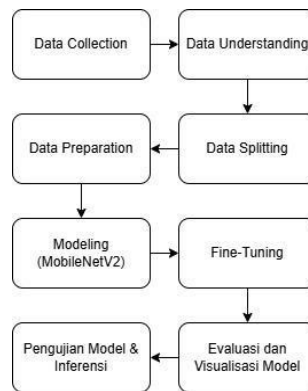 Data Collection
Data Understanding
Data Splitting
Data Preparation
Modeling
(MobileNetV2)
Fine-Tuning
Evaluasi dan
Visualisasi Model
Pengujian Model &
Inferensi